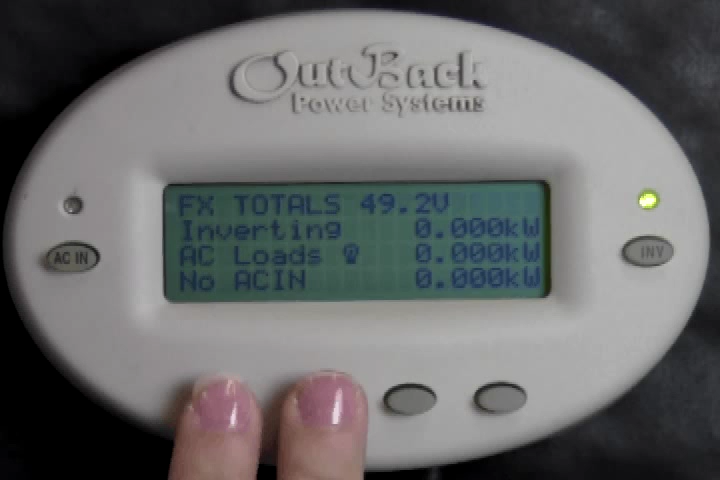 OutBack
Power Systems
FX TOTALS 49.2V
Inverting 0.000kW
AC Loads 0.000kW
No ACIN 0.000kW
AC IN
INV